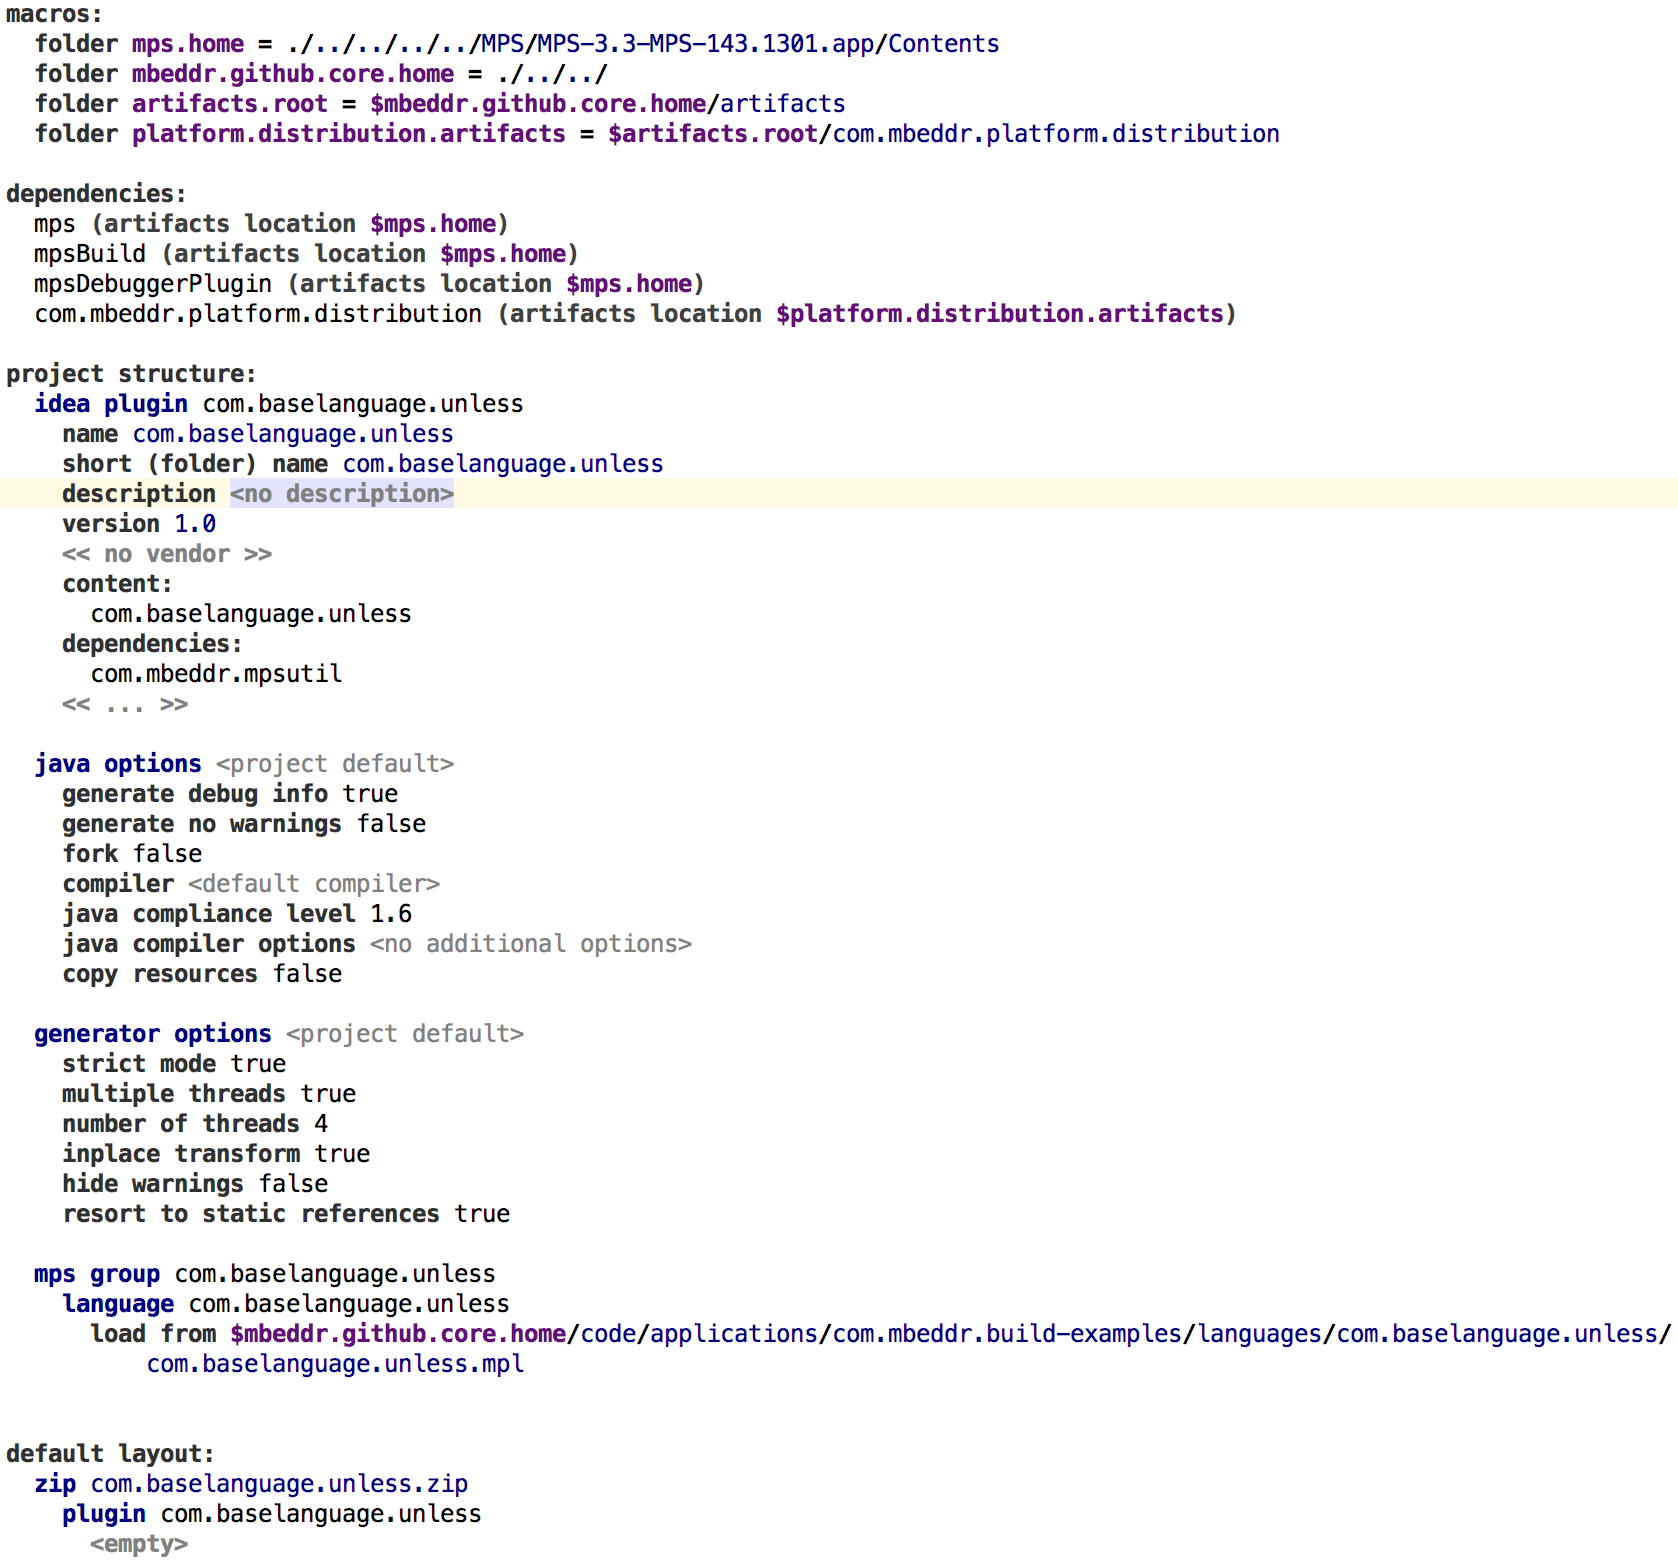 macros:
folder mps.home = ./../../../../MPS/MPS-3.3-MPS-143.1301.app/Contents
folder mbeddr.github.core.home = ./../../
folder artifacts.root = $mbeddr.github.core.home/artifacts
folder platform.distribution.artifacts = $artifacts.root/com.mbeddr.platform.distribution
dependencies:
mps (artifacts location $mps.home)
mpsBuild (artifacts location $mps.home)
mpsDebuggerPlugin (artifacts location $mps.home)
com.mbeddr.platform.distribution (artifacts location $platform.distribution.artifacts)
project structure:
idea plugin com.baselanguage.unless
name com.baselanguage.unless
short (folder) name com.baselanguage.unless
description <no description>
version 1.0
<< no vendor >>
content:
com.baselanguage.unless
dependencies:
com.mbeddr.mpsutil
<< ... >>
java options <project default>
generate debug info true
generate no warnings false
fork false
compiler <default compiler>
java compliance level 1.6
java compiler options <no additional options>
copy resources false
generator options <project default>
strict mode true
multiple threads true
number of threads 4
inplace transform true
hide warnings false
resort to static references true
mps group com.baselanguage.unless
language com.baselanguage.unless
load from $mbeddr.github.core.home/code/applications/com.mbeddr.build-examples/languages/com.baselanguage.unless/
com.baselanguage.unless.mpl
default layout:
zip com.baselanguage.unless.zip
plugin com.baselanguage.unless
<empty>